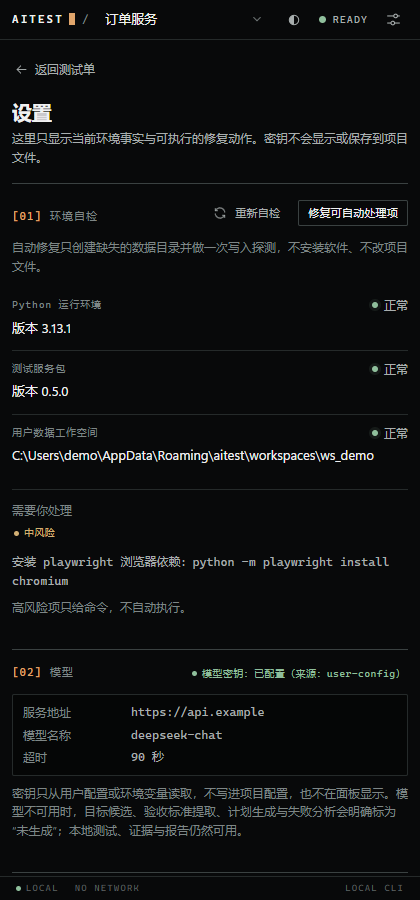 AITEST / 订单服务 READY
← 返回测试单
设置
这里只显示当前环境事实与可执行的修复动作。密钥不会显示或保存到项目
文件。
[01] 环境自检 重新自检 修复可自动处理项
自动修复只创建缺失的数据目录并做一次写入探测，不安装软件、不改项目
文件。
Python 运行环境 正常
版本 3.13.1
测试服务包 正常
版本 0.5.0
用户数据工作空间 正常
C:\Users\demo\AppData\Roaming\aitest\workspaces\ws_demo
需要你处理
中风险
安装 playwright 浏览器依赖: python -m playwright install
chromium
高风险项只给命令，不自动执行。
[02] 模型 模型密钥: 已配置 (来源: user-config)
服务地址 https://api.example
模型名称 deepseek-chat
超时 90 秒
密钥只从用户配置或环境变量读取，不写进项目配置，也不在面板显示。模
型不可用时，目标候选、验收标准提取、计划生成与失败分析会明确标为
“未生成”；本地测试、证据与报告仍然可用。
LOCAL NO NETWORK LOCAL CLI